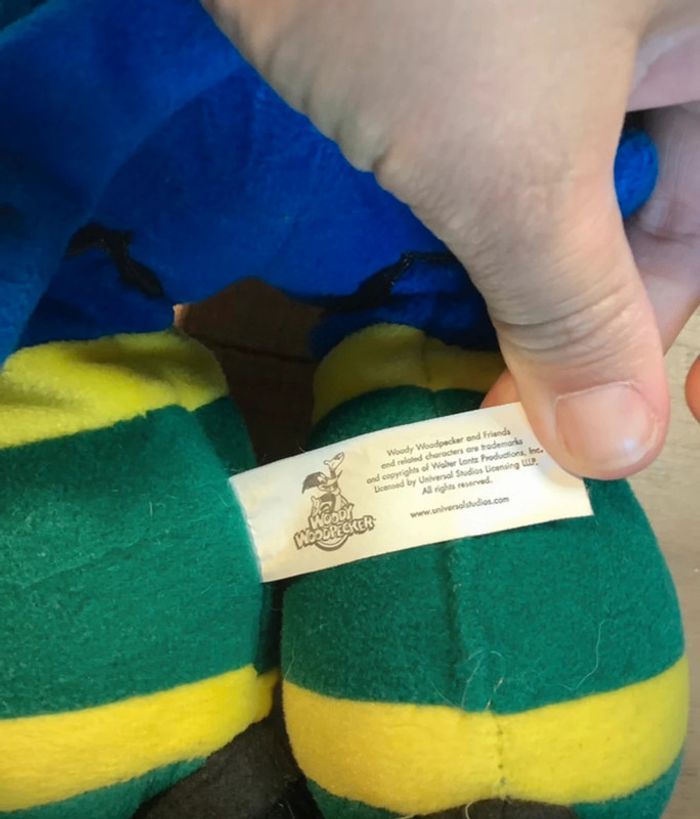 WOODY
WOODPECKER
Woody Woodpecker and Friends
and related characters are trademarks
and copyrights of Walter Lantz Productions, Inc.
Licensed by Universal Studios Licensing LLLP.
All rights reserved.
www.universalstudios.com